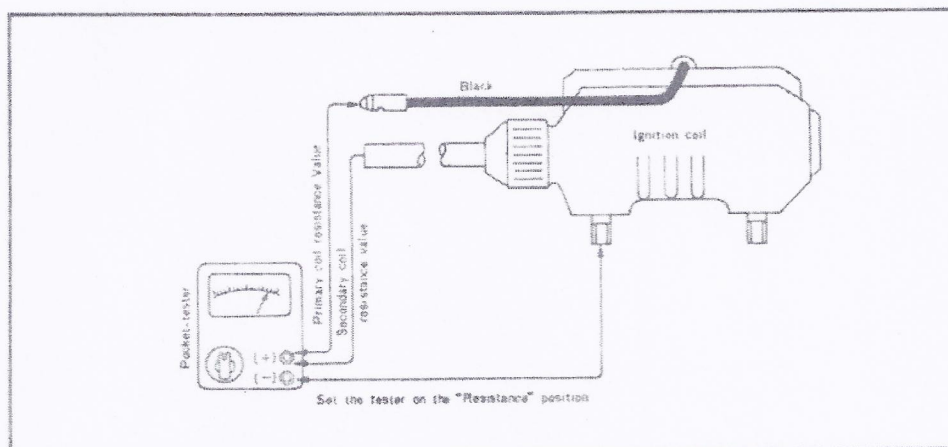 Black
Ignition coil
Primary coil resistance Value
Secondary coil
resistance value
Pocket-tester
(+)
(-)
Set the tester on the "Resistance" position